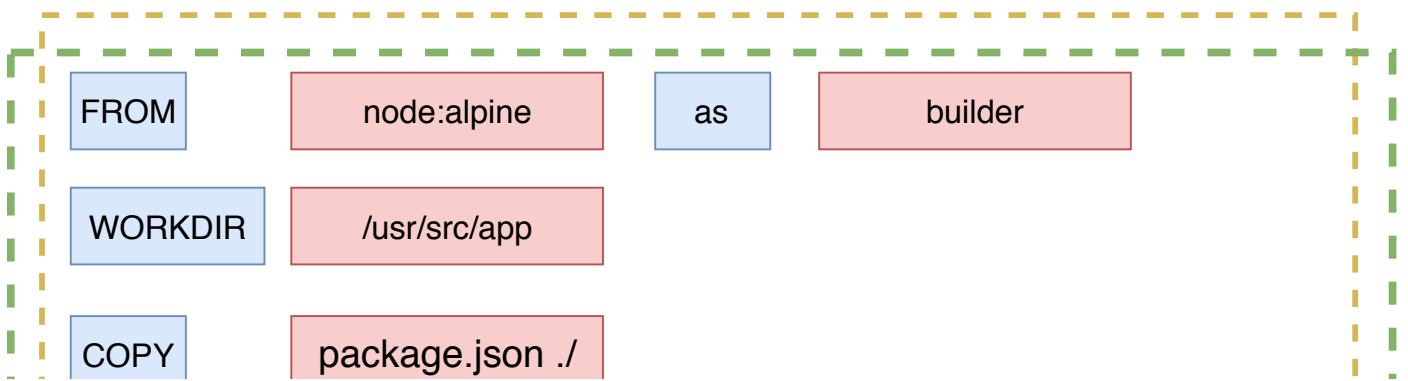 FROM node:alpine as builder
WORKDIR /usr/src/app
COPY package.json ./